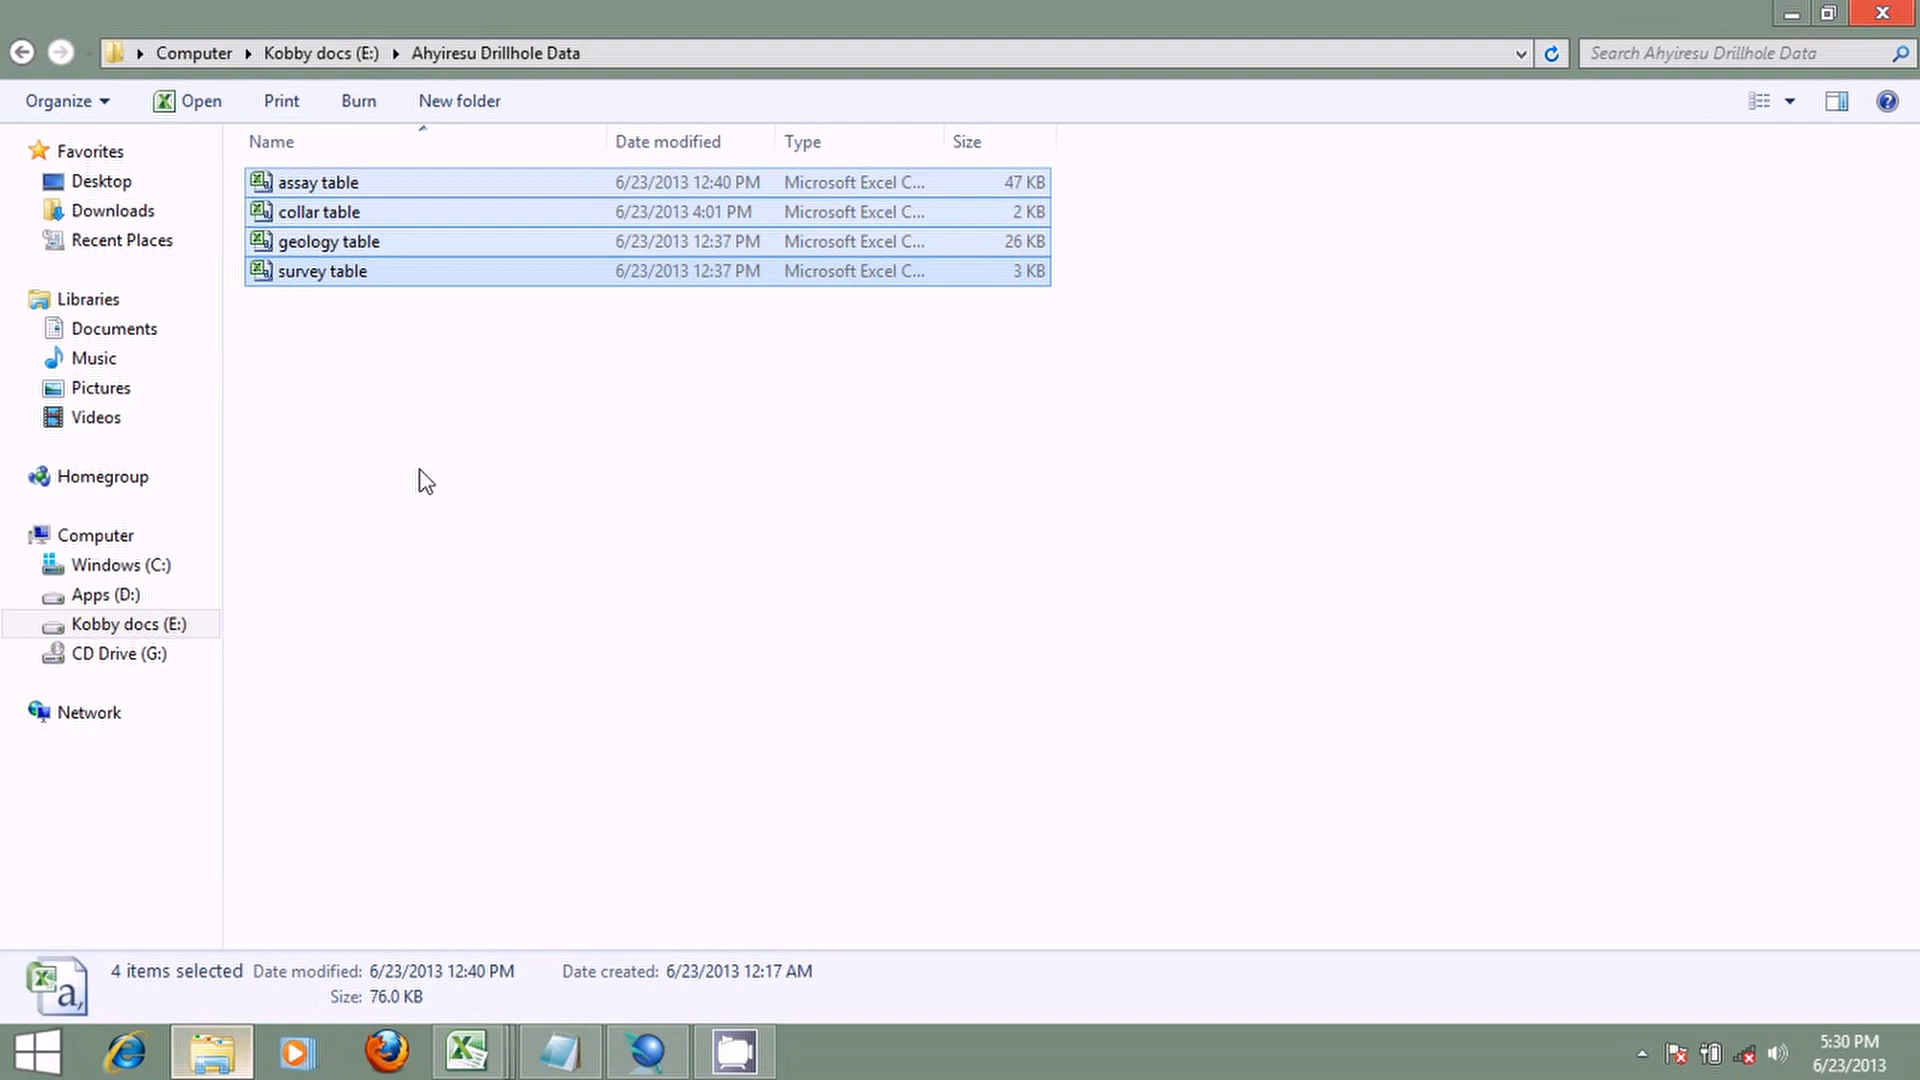 Computer Kobby docs (E:) Ahyiresu Drillhole Data Search Ahyiresu Drillhole Data
Organize Open Print Burn New folder
Name Date modified Type Size
assay table 6/23/2013 12:40 PM Microsoft Excel C... 47 KB
collar table 6/23/2013 4:01 PM Microsoft Excel C... 2 KB
geology table 6/23/2013 12:37 PM Microsoft Excel C... 26 KB
survey table 6/23/2013 12:37 PM Microsoft Excel C... 3 KB
Favorites
Desktop
Downloads
Recent Places
Libraries
Documents
Music
Pictures
Videos
Homegroup
Computer
Windows (C:)
Apps (D:)
Kobby docs (E:)
CD Drive (G:)
Network
4 items selected Date modified: 6/23/2013 12:40 PM Date created: 6/23/2013 12:17 AM
Size: 76.0 KB
a,
5:30 PM
6/23/2013